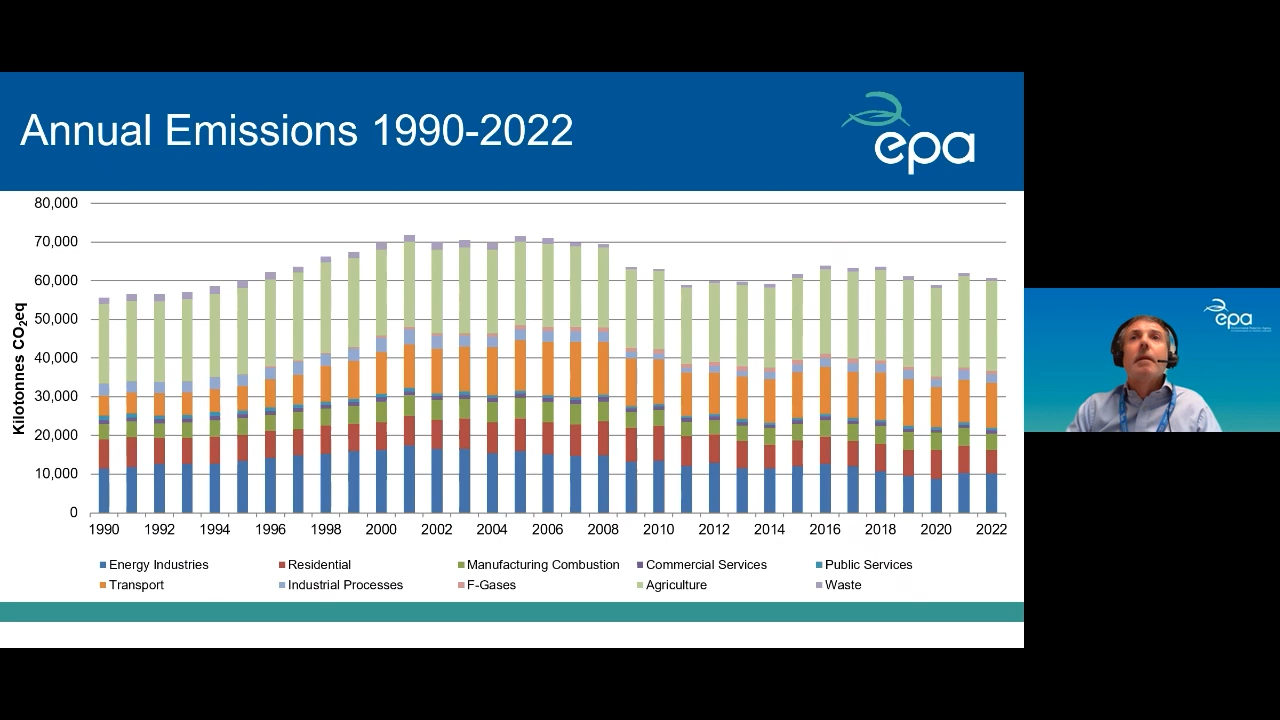 Annual Emissions 1990-2022
epa
80,000
70,000
60,000
50,000
40,000
30,000
20,000
10,000
0
Kilotonnes CO₂eq
1990 1992 1994 1996 1998 2000 2002 2004 2006 2008 2010 2012 2014 2016 2018 2020 2022
Energy Industries Residential Manufacturing Combustion Commercial Services Public Services
Transport Industrial Processes F-Gases Agriculture Waste
epa